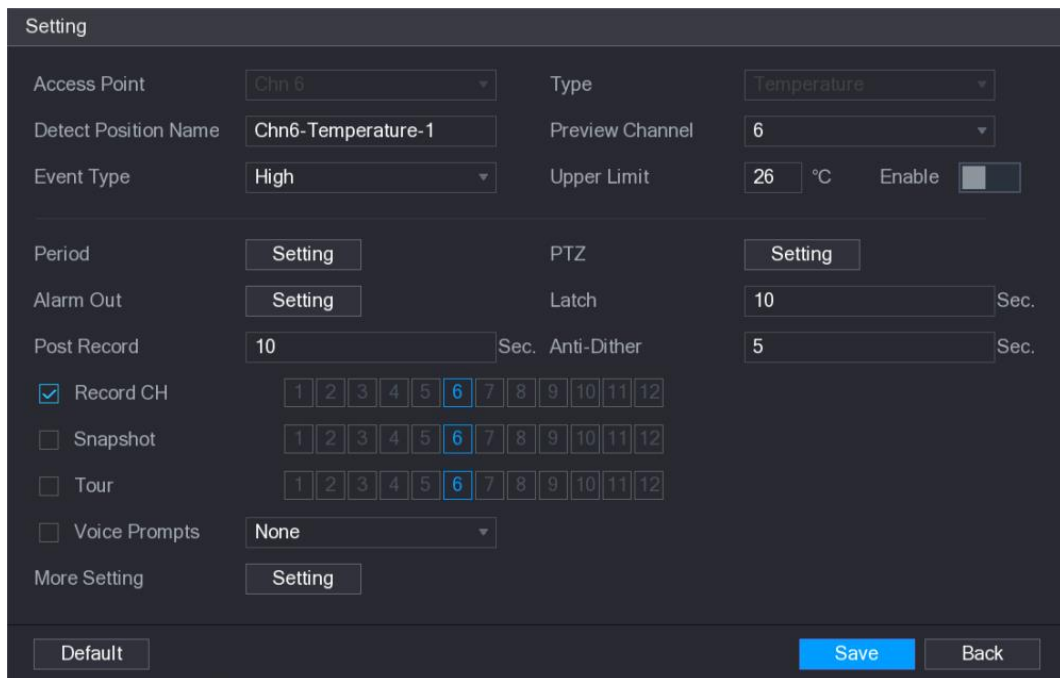 Setting
Access Point Chn 6 Type Temperature
Detect Position Name Chn6-Temperature-1 Preview Channel 6
Event Type High Upper Limit 26 °C Enable
Period Setting PTZ Setting
Alarm Out Setting Latch 10 Sec.
Post Record 10 Sec. Anti-Dither 5 Sec.
Record CH 1 2 3 4 5 6 7 8 9 10 11 12
Snapshot 1 2 3 4 5 6 7 8 9 10 11 12
Tour 1 2 3 4 5 6 7 8 9 10 11 12
Voice Prompts None
More Setting Setting
Default Save Back